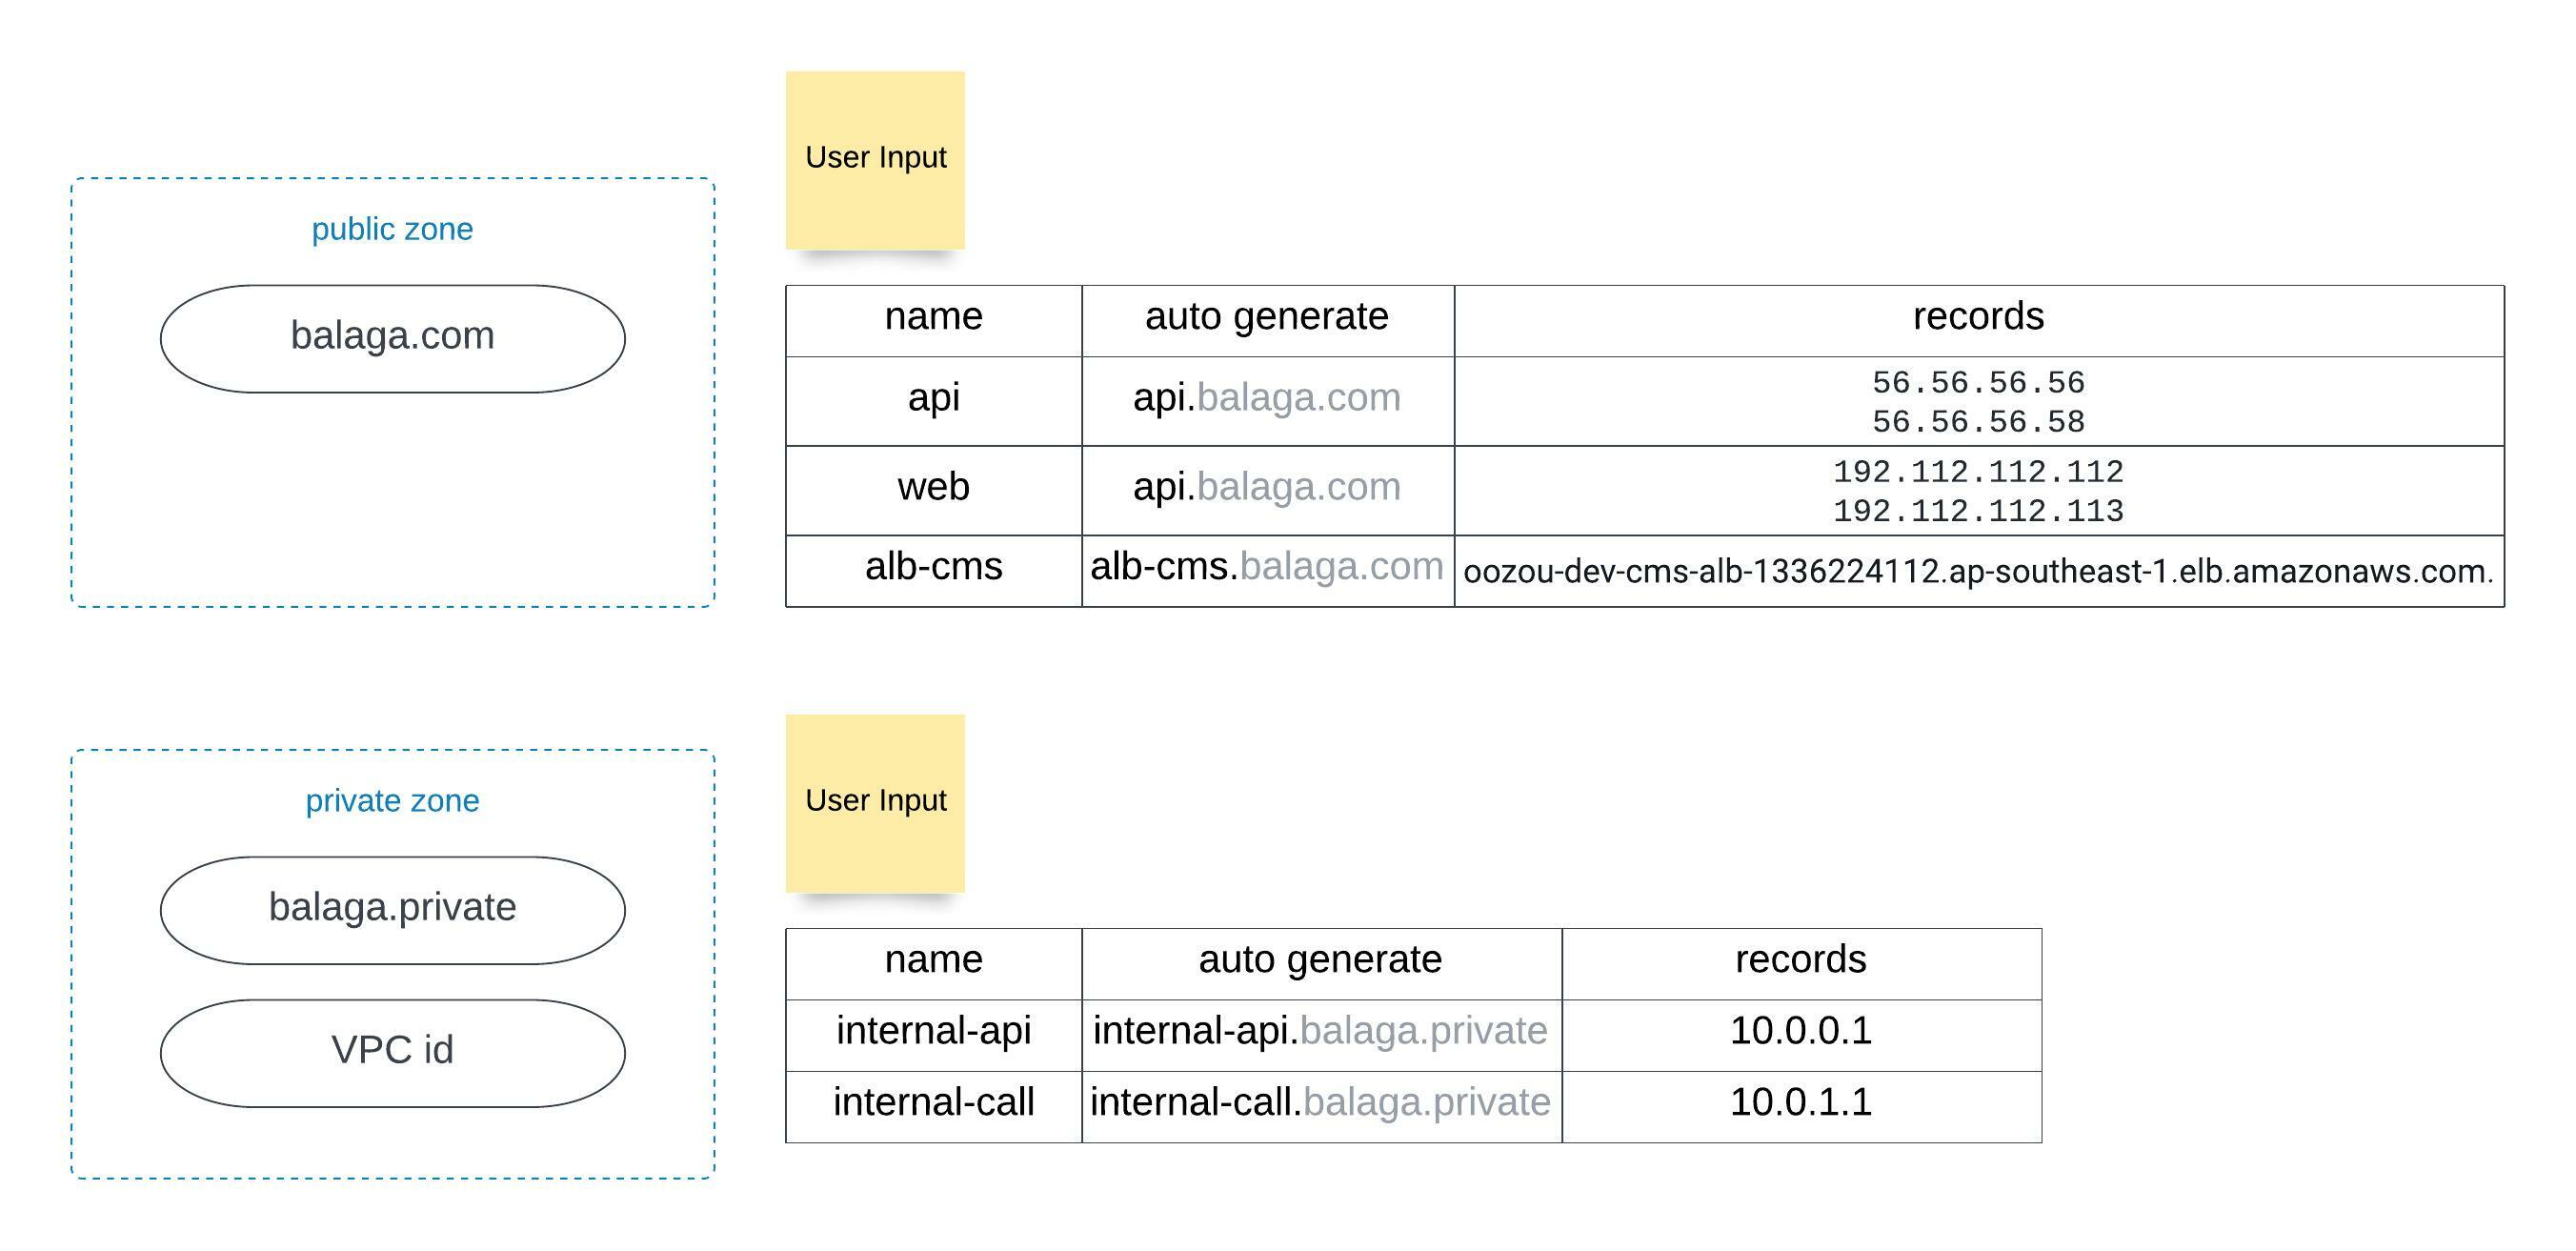 User Input
public zone
balaga.com
name auto generate records
api api.balaga.com 56.56.56.56
56.56.56.58
web api.balaga.com 192.112.112.112
192.112.112.113
alb-cms alb-cms.balaga.com oozou-dev-cms-alb-1336224112.ap-southeast-1.elb.amazonaws.com.
User Input
private zone
balaga.private
VPC id
name auto generate records
internal-api internal-api.balaga.private 10.0.0.1
internal-call internal-call.balaga.private 10.0.1.1